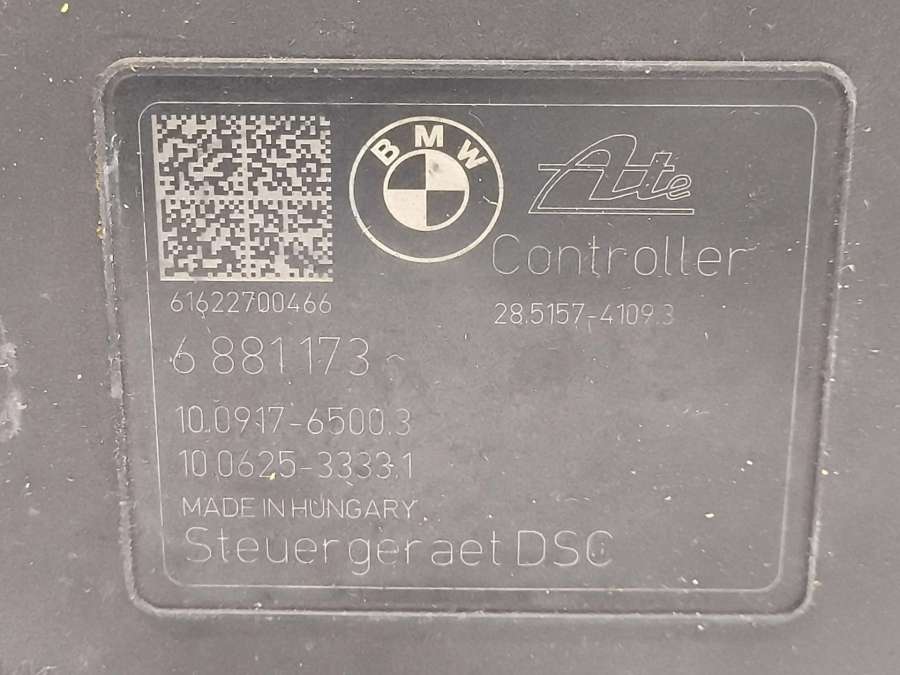 BMW
Ate
Controller
61622700466
28.5157-4109.3
6 881 173
10.0917-6500.3
10.0625-3333.1
MADE IN HUNGARY
Steuergeraet DSC